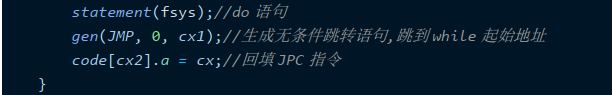 statement(fsys);//do 语句
gen(JMP, 0, cx1);//生成无条件跳转语句,跳到 while 起始地址
code[cx2].a = cx;//回填 JPC 指令
}